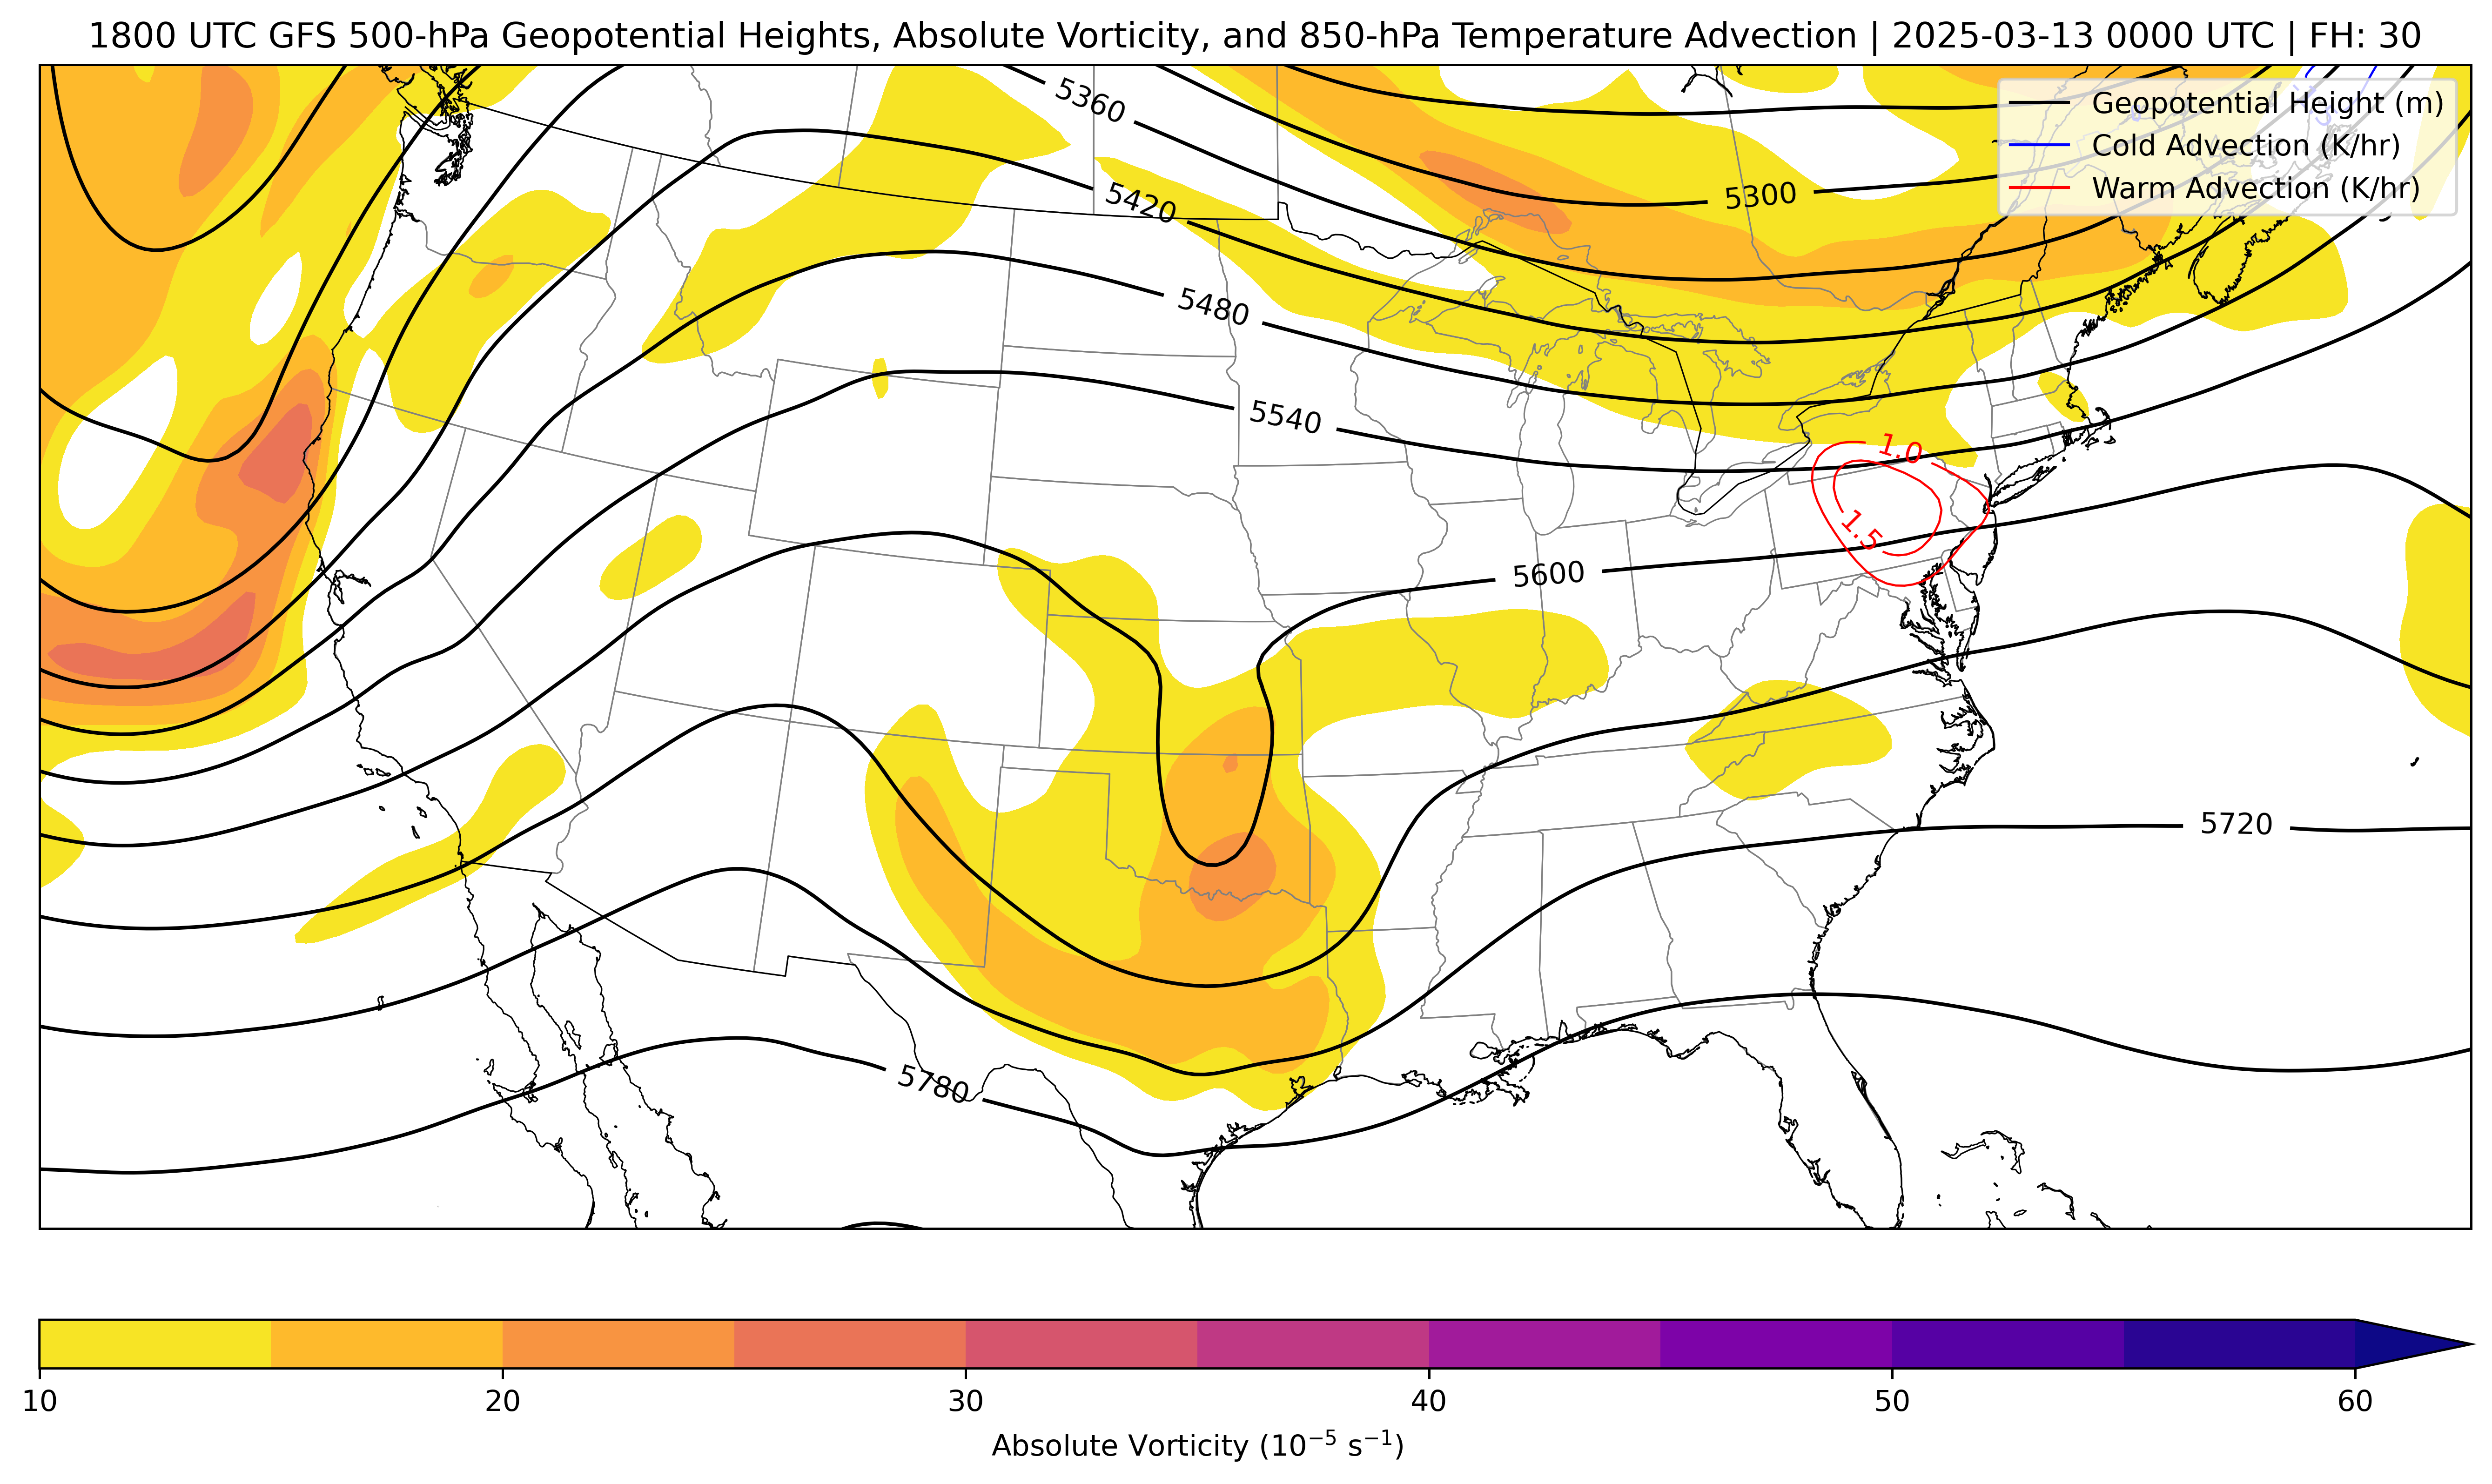 1800 UTC GFS 500-hPa Geopotential Heights, Absolute Vorticity, and 850-hPa Temperature Advection | 2025-03-13 0000 UTC | FH: 30
Geopotential Height (m)
Cold Advection (K/hr)
Warm Advection (K/hr)
5360
5300
5420
5480
5540
1.0
1.5
5600
5720
5780
10 20 30 40 50 60
Absolute Vorticity (10⁻⁵ s⁻¹)